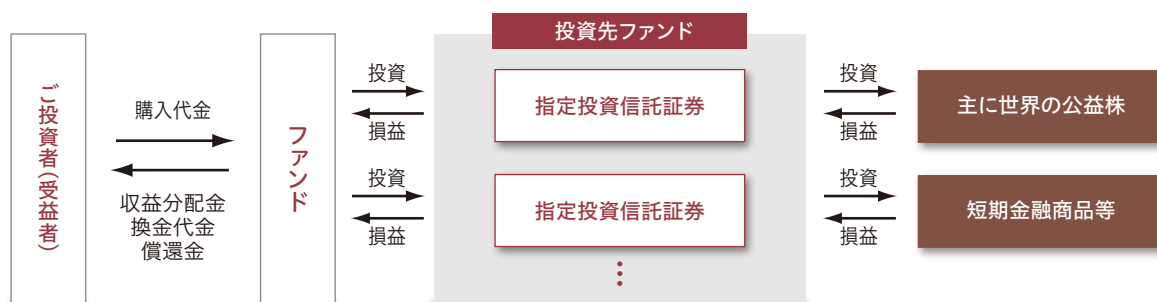 ご投資者(受益者)
購入代金
収益分配金
換金代金
償還金
ファンド
投資
損益
投資
損益
投資先ファンド
指定投資信託証券
指定投資信託証券
投資
損益
投資
損益
主に世界の公益株
短期金融商品等